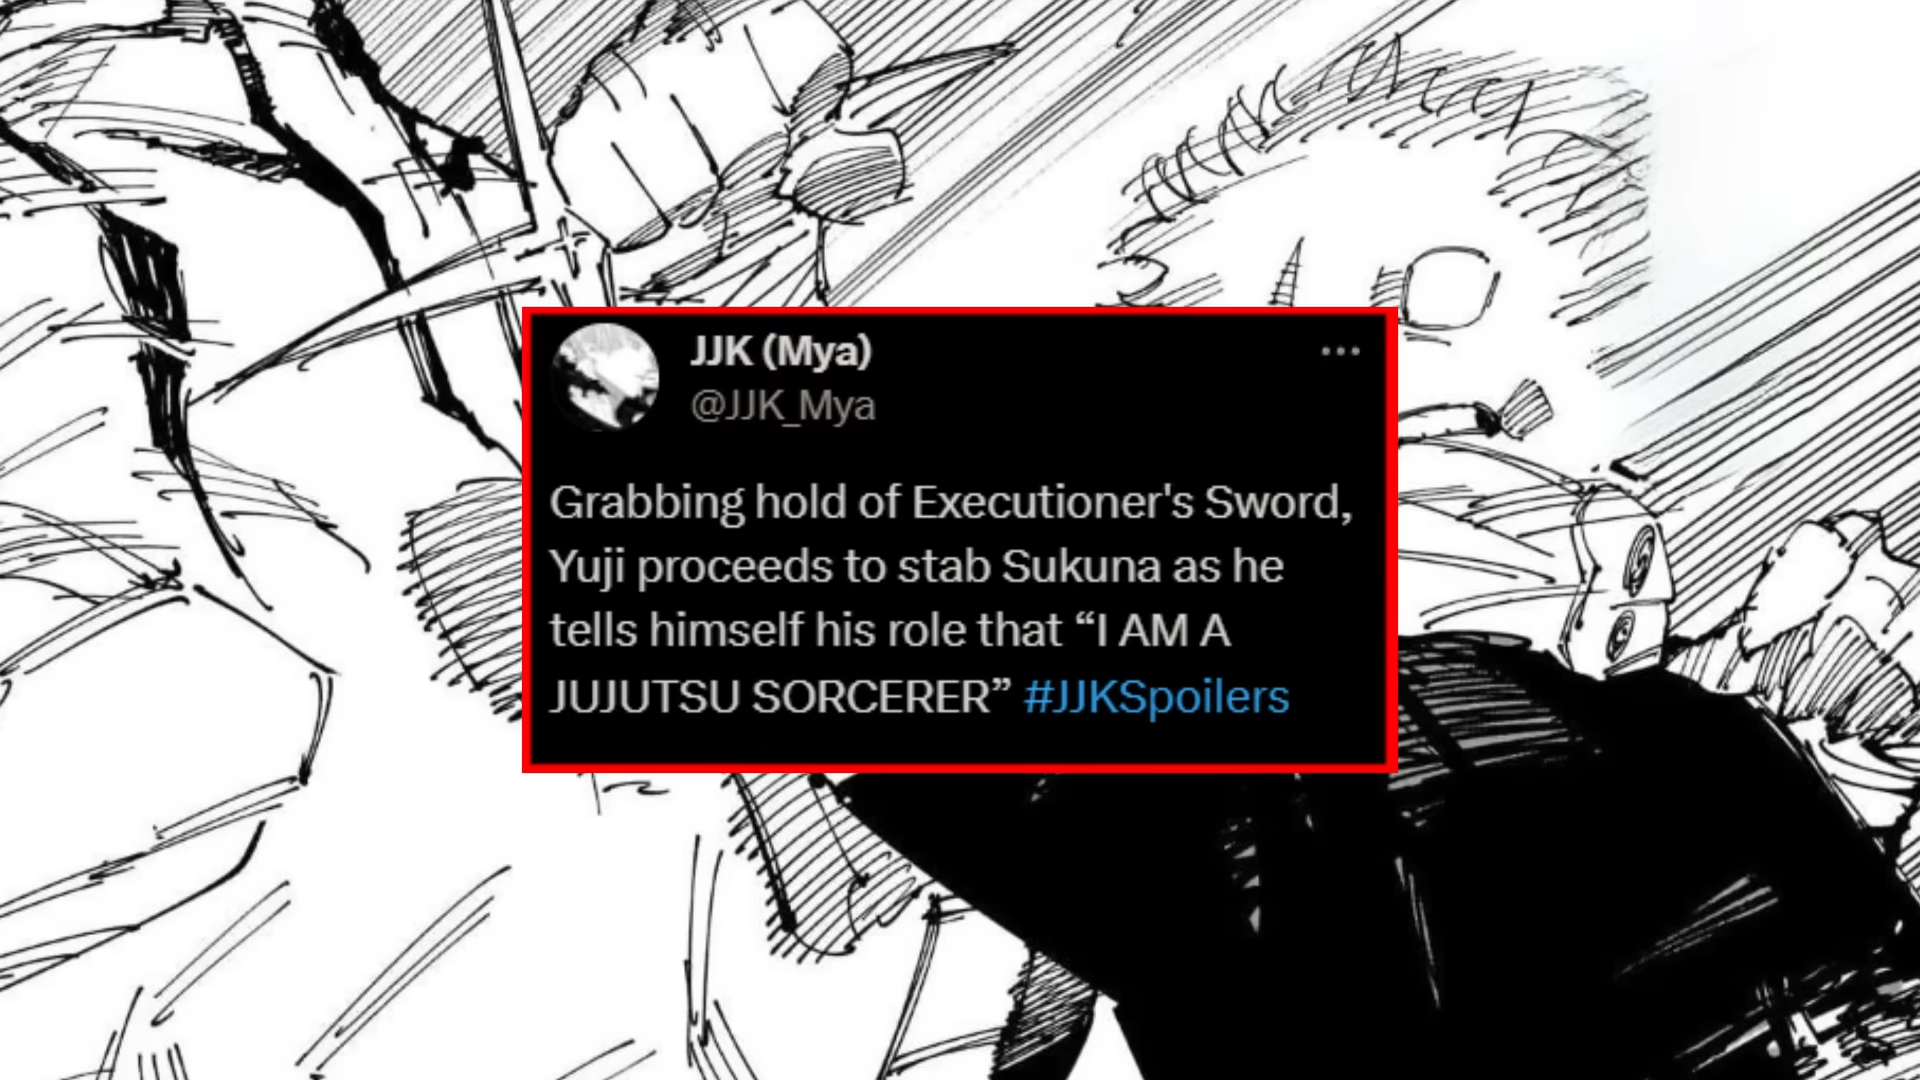 JJK (Mya)
@JJK_Mya
Grabbing hold of Executioner's Sword,
Yuji proceeds to stab Sukuna as he
tells himself his role that “I AM A
JUJUTSU SORCERER” #JJKSpoilers